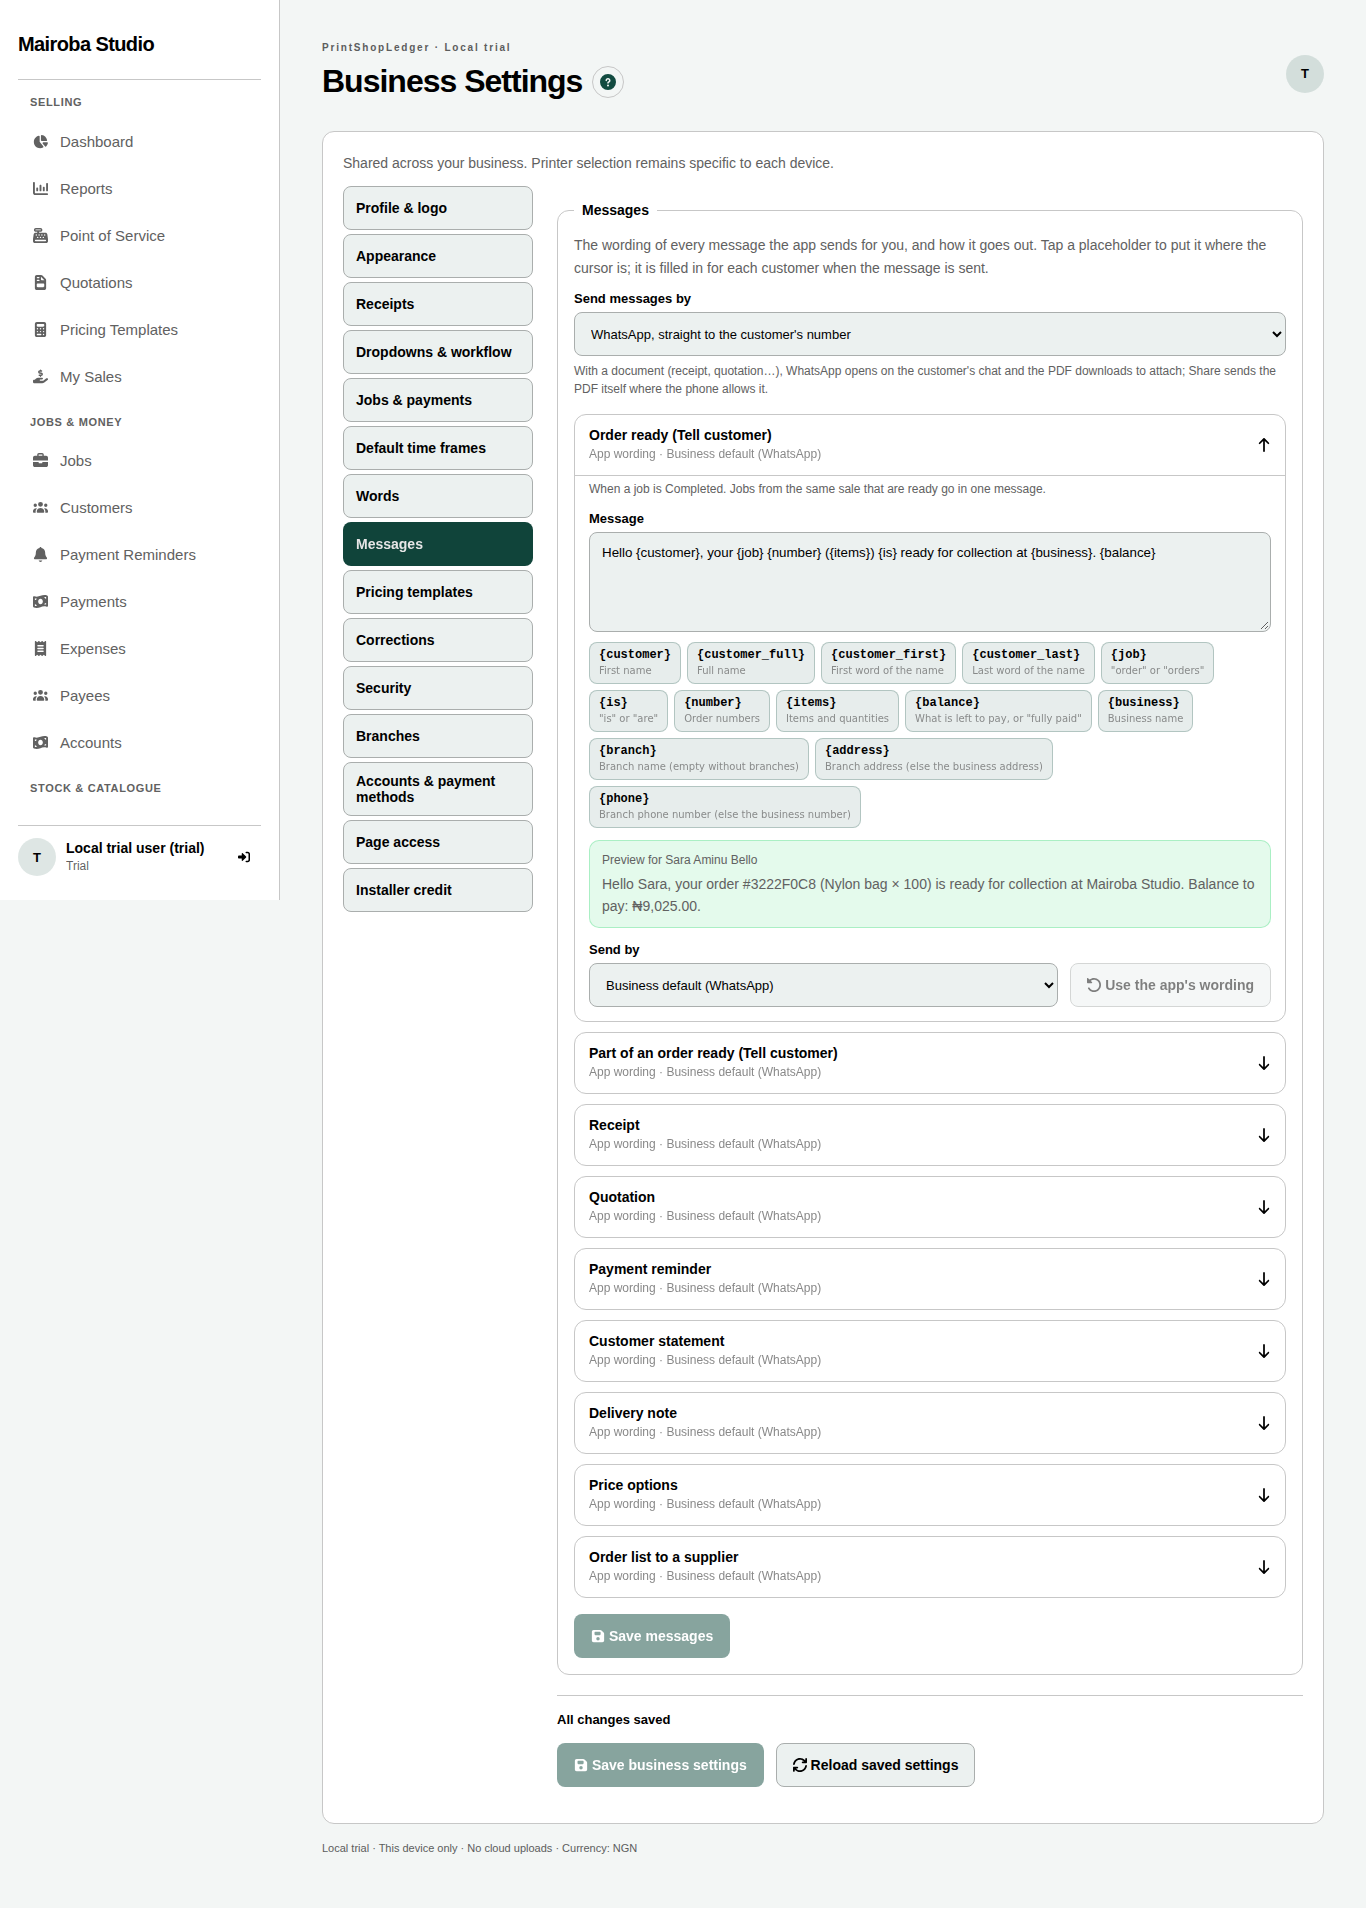 Mairoba Studio
SELLING
Dashboard
Reports
Point of Service
Quotations
Pricing Templates
My Sales
JOBS & MONEY
Jobs
Customers
Payment Reminders
Payments
Expenses
Payees
Accounts
STOCK & CATALOGUE
T
Local trial user (trial)
Trial
PrintShopLedger · Local trial
Business Settings
?
T
Shared across your business. Printer selection remains specific to each device.
Profile & logo
Appearance
Receipts
Dropdowns & workflow
Jobs & payments
Default time frames
Words
Messages
Pricing templates
Corrections
Security
Branches
Accounts & payment
methods
Page access
Installer credit
Messages
The wording of every message the app sends for you, and how it goes out. Tap a placeholder to put it where the
cursor is; it is filled in for each customer when the message is sent.
Send messages by
WhatsApp, straight to the customer's number
With a document (receipt, quotation…), WhatsApp opens on the customer's chat and the PDF downloads to attach; Share sends the
PDF itself where the phone allows it.
Order ready (Tell customer)
App wording · Business default (WhatsApp)
When a job is Completed. Jobs from the same sale that are ready go in one message.
Message
Hello {customer}, your {job} {number} ({items}) {is} ready for collection at {business}. {balance}
{customer} {customer_full} {customer_first} {customer_last} {job}
First name Full name First word of the name Last word of the name "order" or "orders"
{is} {number} {items} {balance} {business}
"is" or "are" Order numbers Items and quantities What is left to pay, or "fully paid" Business name
{branch} {address}
Branch name (empty without branches) Branch address (else the business address)
{phone}
Branch phone number (else the business number)
Preview for Sara Aminu Bello
Hello Sara, your order #3222F0C8 (Nylon bag × 100) is ready for collection at Mairoba Studio. Balance to
pay: ₦9,025.00.
Send by
Business default (WhatsApp)
Use the app's wording
Part of an order ready (Tell customer)
App wording · Business default (WhatsApp)
Receipt
App wording · Business default (WhatsApp)
Quotation
App wording · Business default (WhatsApp)
Payment reminder
App wording · Business default (WhatsApp)
Customer statement
App wording · Business default (WhatsApp)
Delivery note
App wording · Business default (WhatsApp)
Price options
App wording · Business default (WhatsApp)
Order list to a supplier
App wording · Business default (WhatsApp)
Save messages
All changes saved
Save business settings
Reload saved settings
Local trial · This device only · No cloud uploads · Currency: NGN